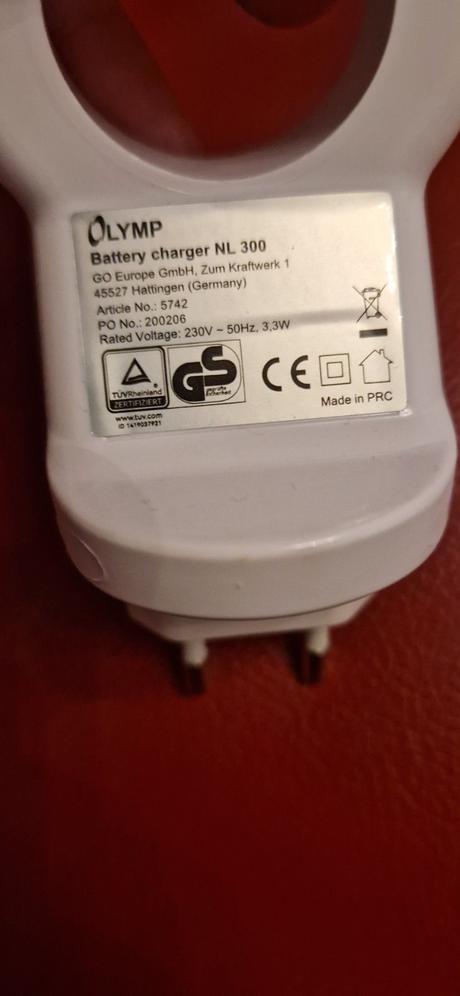 OLYMP
Battery charger NL 300
GO Europe GmbH, Zum Kraftwerk 1
45527 Hattingen (Germany)
Article No.: 5742
PO No.: 200206
Rated Voltage: 230V ~ 50Hz, 3,3W
TÜVRheinland
ZERTIFIZIERT
www.tuv.com
ID 1419037921
GS
geprüfte
Sicherheit
CE
Made in PRC